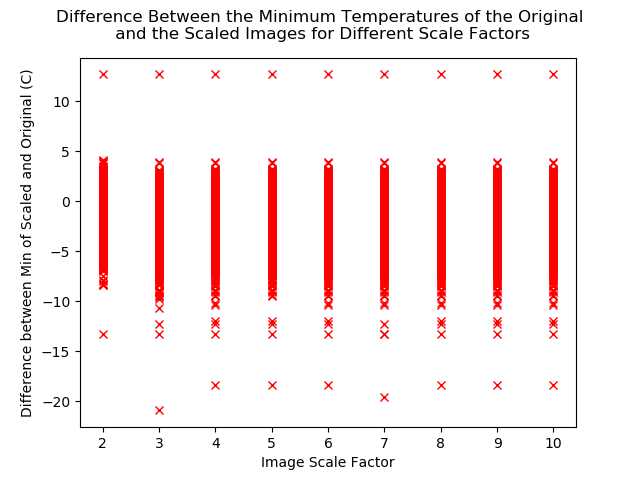 Difference Between the Minimum Temperatures of the Original
and the Scaled Images for Different Scale Factors
Difference between Min of Scaled and Original (C)
10
5
0
−5
−10
−15
−20
2 3 4 5 6 7 8 9 10
Image Scale Factor